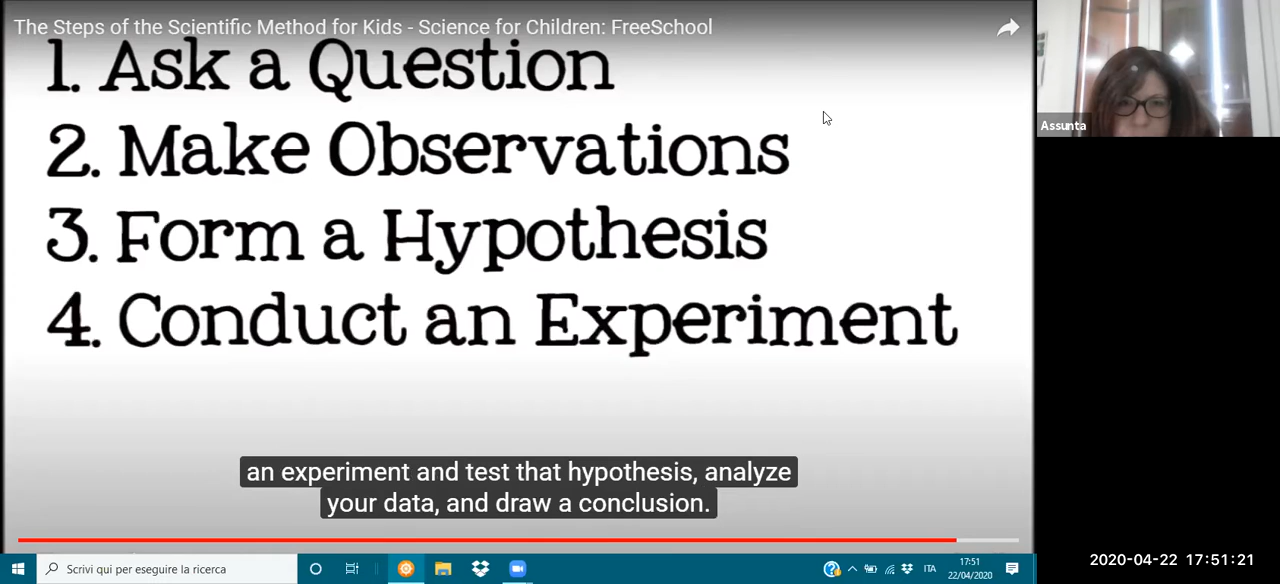 The Steps of the Scientific Method for Kids - Science for Children: FreeSchool
1. Ask a Question
2. Make Observations
3. Form a Hypothesis
4. Conduct an Experiment
an experiment and test that hypothesis, analyze
your data, and draw a conclusion.
Assunta
Scrivi qui per eseguire la ricerca
ITA
17:51
22/04/2020
2020-04-22 17:51:21